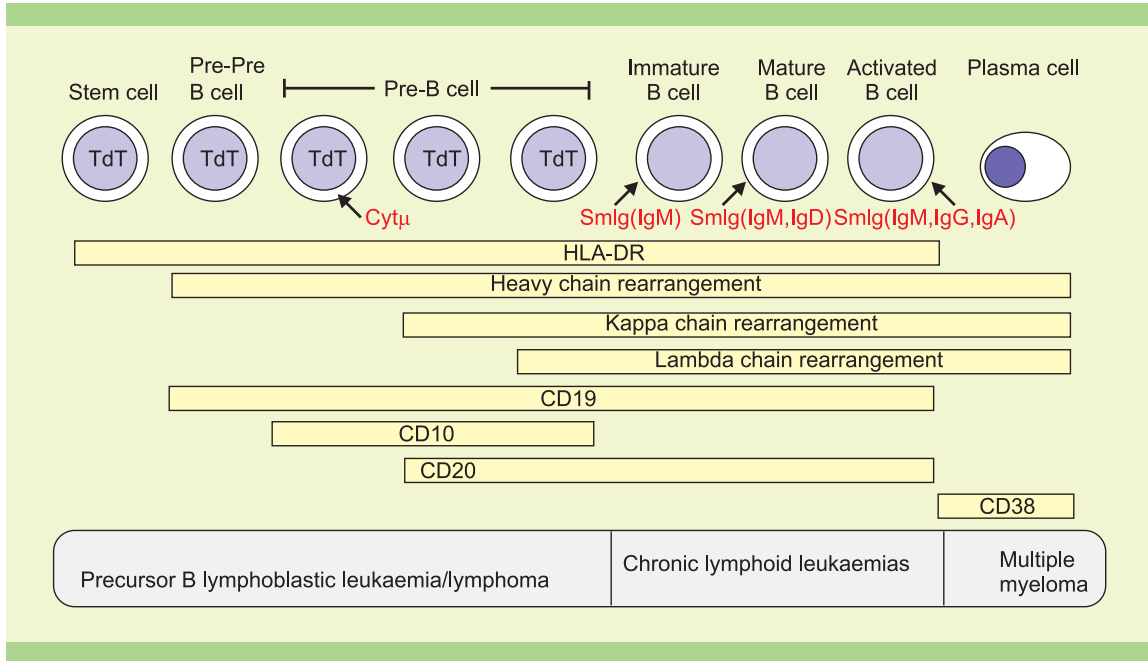 Stem cell
Pre-Pre
B cell
Pre-B cell
Immature
B cell
Mature
B cell
Activated
B cell
Plasma cell
TdT
TdT
TdT
TdT
TdT
Cytμ
SmIg(IgM)
SmIg(IgM,IgD)
SmIg(IgM,IgG,IgA)
HLA-DR
Heavy chain rearrangement
Kappa chain rearrangement
Lambda chain rearrangement
CD19
CD10
CD20
CD38
Precursor B lymphoblastic leukaemia/lymphoma
Chronic lymphoid leukaemias
Multiple
myeloma